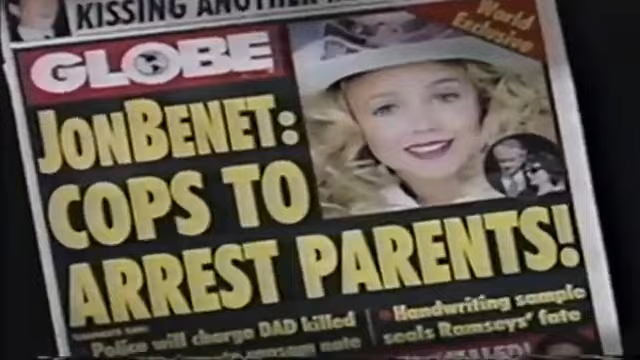 KISSING ANOTHER
World
Exclusive
GLOBE
JONBENET:
COPS TO
ARREST PARENTS!
Police will charge DAD killed
note
Handwriting sample
seals Ramseys' fate